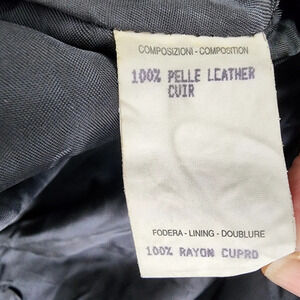 COMPOSIZIONI - COMPOSITION
100% PELLE LEATHER
CUIR
FODERA - LINING - DOUBLURE
100% RAYON CUPRO